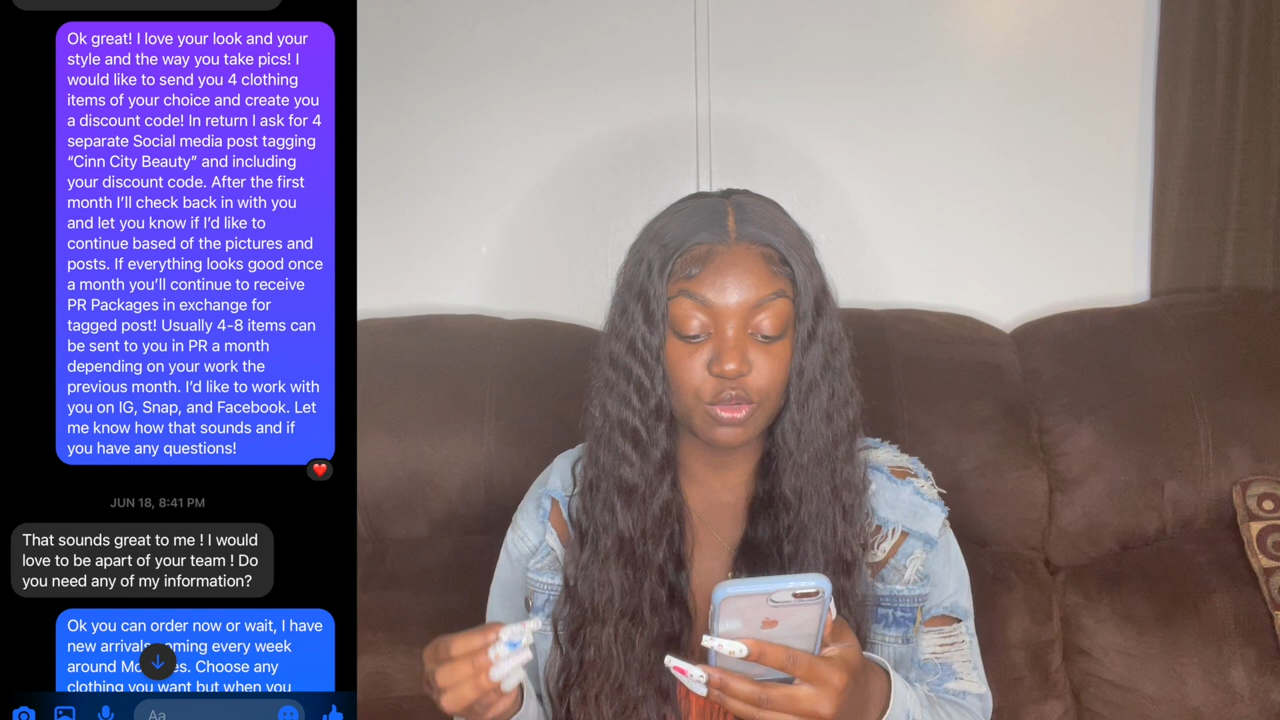 Ok great! I love your look and your
style and the way you take pics! I
would like to send you 4 clothing
items of your choice and create you
a discount code! In return I ask for 4
separate Social media post tagging
“Cinn City Beauty” and including
your discount code. After the first
month I’ll check back in with you
and let you know if I’d like to
continue based of the pictures and
posts. If everything looks good once
a month you’ll continue to receive
PR Packages in exchange for
tagged post! Usually 4-8 items can
be sent to you in PR a month
depending on your work the
previous month. I’d like to work with
you on IG, Snap, and Facebook. Let
me know how that sounds and if
you have any questions!
JUN 18, 8:41 PM
That sounds great to me ! I would
love to be apart of your team ! Do
you need any of my information?
Ok you can order now or wait, I have
new arrivals every week
around. Choose any
clothing you want but when you
Aa